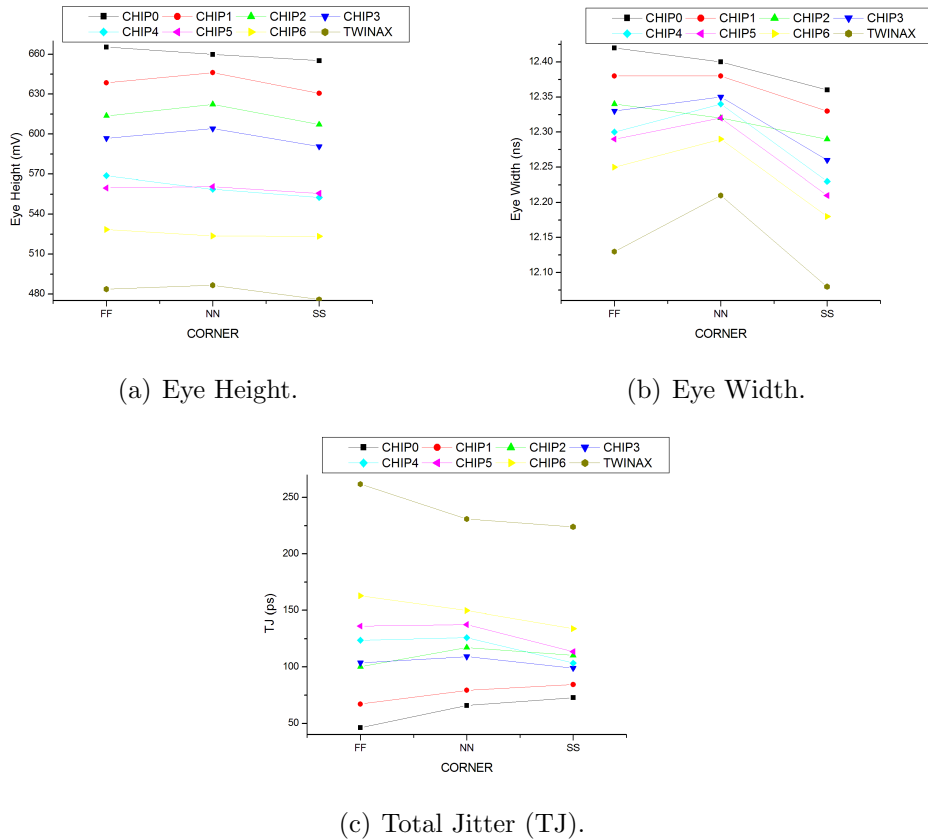 CHIP0 CHIP1 CHIP2 CHIP3
CHIP4 CHIP5 CHIP6 TWINAX
660
630
600
570
540
510
480
Eye Height (mV)
FF NN SS
CORNER
(a) Eye Height.
CHIP0 CHIP1 CHIP2 CHIP3
CHIP4 CHIP5 CHIP6 TWINAX
12.40
12.35
12.30
12.25
12.20
12.15
12.10
Eye Width (ns)
FF NN SS
CORNER
(b) Eye Width.
CHIP0 CHIP1 CHIP2 CHIP3
CHIP4 CHIP5 CHIP6 TWINAX
250
200
150
100
50
TJ (ps)
FF NN SS
CORNER
(c) Total Jitter (TJ).